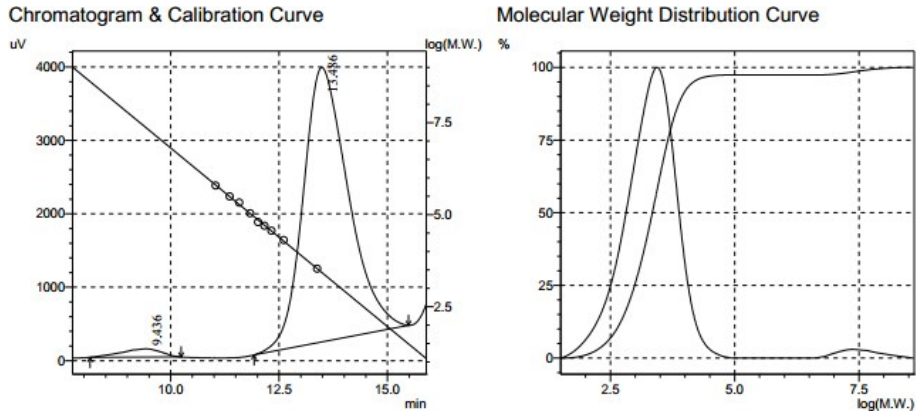 Chromatogram & Calibration Curve
uV
log(M.W.)
4000
3000
2000
1000
0
7.5
5.0
2.5
13.486
9.436
10.0 12.5 15.0
min
Molecular Weight Distribution Curve
%
100
75
50
25
0
2.5 5.0 7.5
log(M.W.)